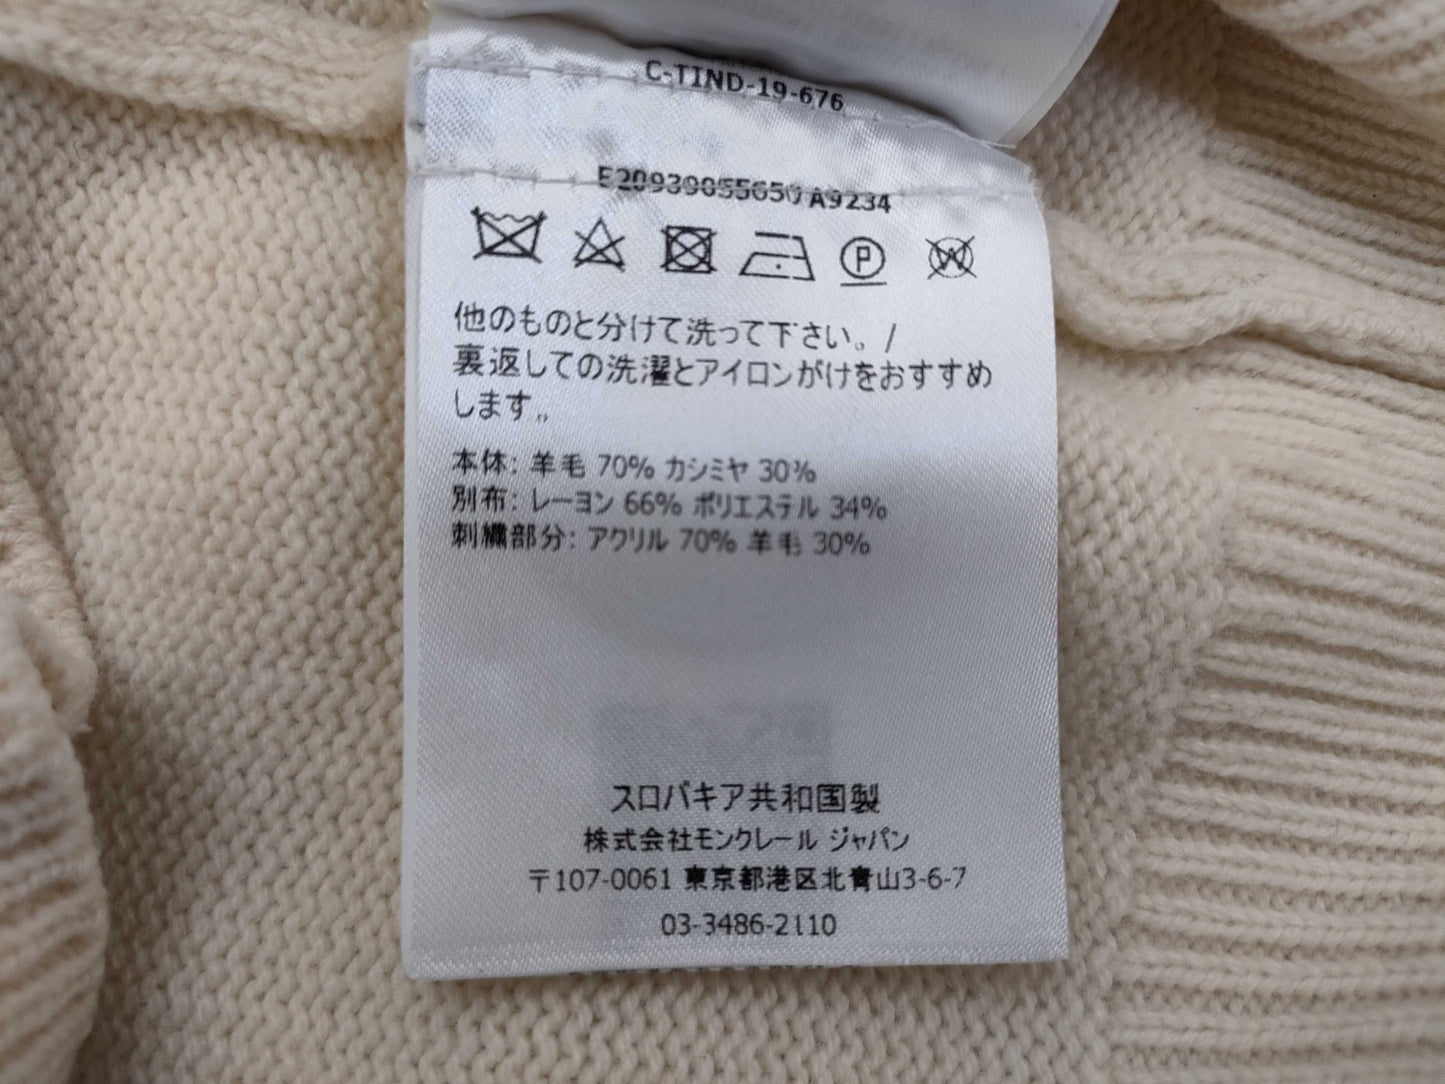 C-TIND-19-676
E20939055650 A9234
P
W
他のものと分けて洗って下さい。/
裏返しての洗濯とアイロンがけをおすすめ
します。
本体: 羊毛 70% カシミヤ 30%
別布: レーヨン 66% ポリエステル 34%
刺繍部分: アクリル 70% 羊毛 30%
スロバキア共和国製
株式会社モンクレール ジャパン
〒107-0061 東京都港区北青山3-6-7
03-3486-2110